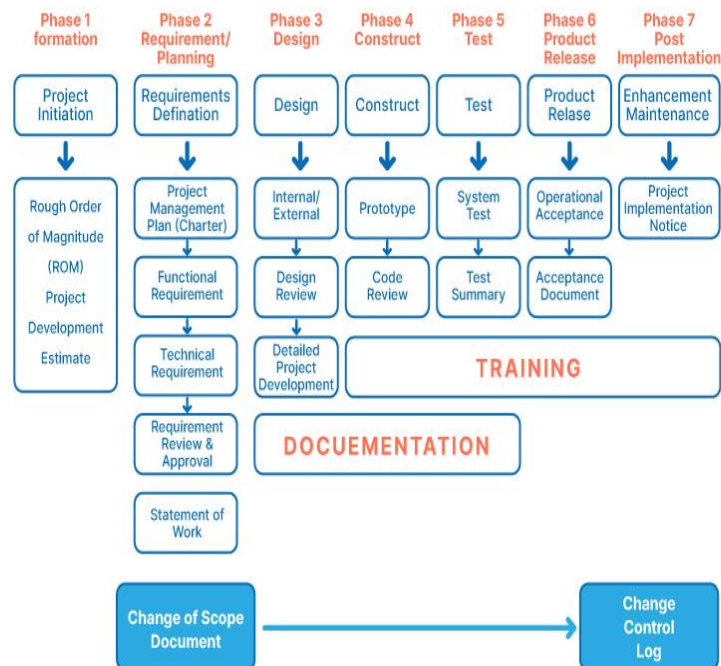 Phase 1
formation
Phase 2
Requirement/
Planning
Phase 3
Design
Phase 4
Construct
Phase 5
Test
Phase 6
Product
Release
Phase 7
Post
Implementation
Project
Initiation
Requirements
Defination
Design
Construct
Test
Product
Relase
Enhancement
Maintenance
Rough Order
of Magnitude
(ROM)
Project
Development
Estimate
Project
Management
Plan (Charter)
Functional
Requirement
Technical
Requirement
Requirement
Review &
Approval
Statement of
Work
Internal/
External
Design
Review
Detailed
Project
Development
Prototype
Code
Review
System
Test
Test
Summary
Operational
Acceptance
Acceptance
Document
Project
Implementation
Notice
TRAINING
DOCUEMENTATION
Change of Scope
Document
Change
Control
Log